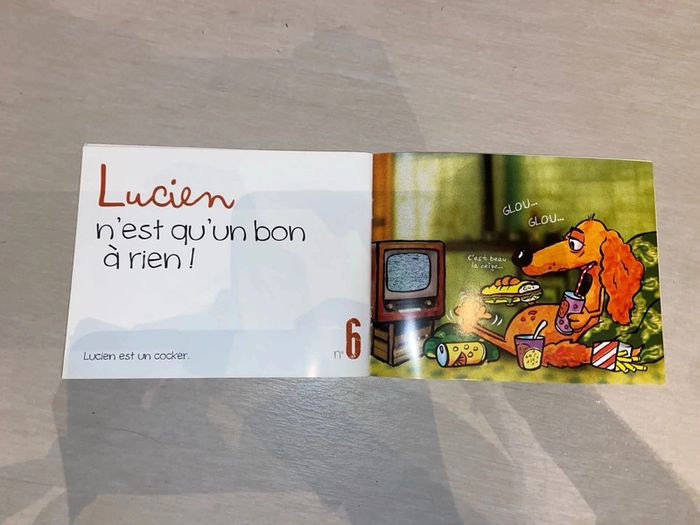 Lucien
n'est qu'un bon
à rien !
Lucien est un cocker.
n° 6
GLOU...
GLOU...
C'est beau
la neige...